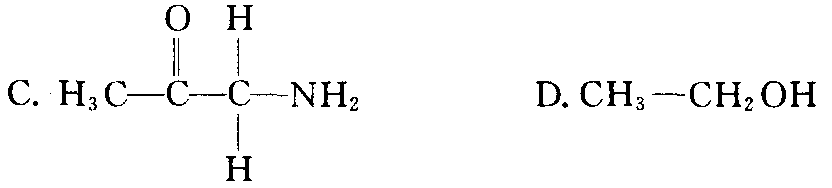 O H
C. H₃C—C—C—NH₂ D. CH₃—CH₂OH
H